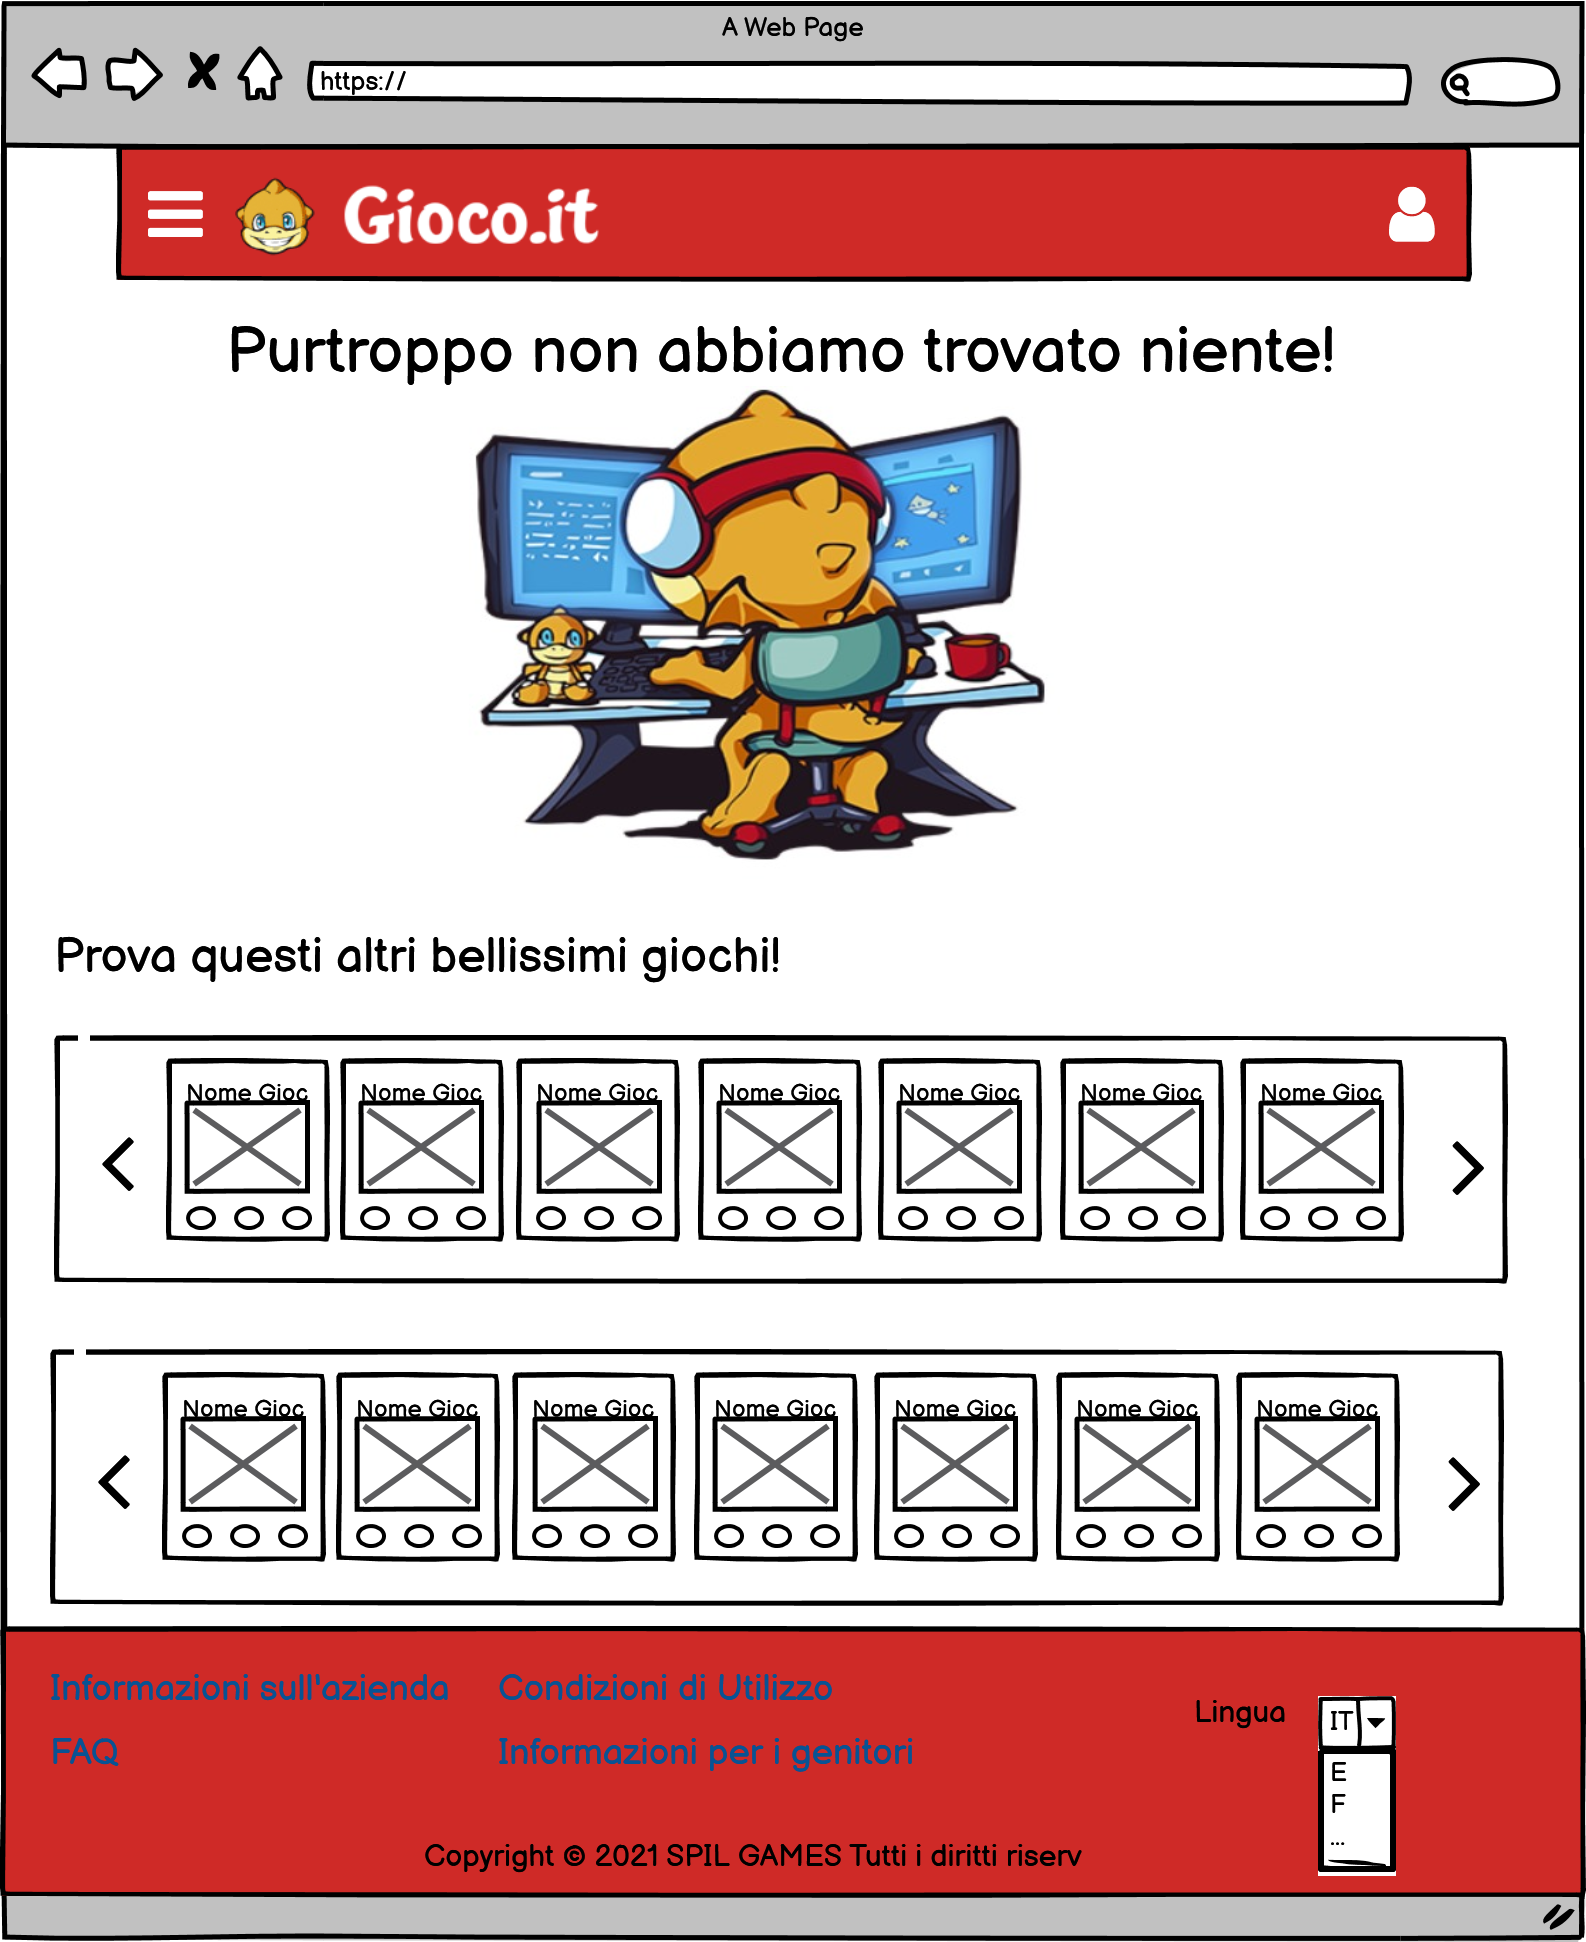 A Web Page
https://
Gioco.it
Purtroppo non abbiamo trovato niente!
Prova questi altri bellissimi giochi!
Nome Gioc Nome Gioc Nome Gioc Nome Gioc Nome Gioc Nome Gioc Nome Gioc
Nome Gioc Nome Gioc Nome Gioc Nome Gioc Nome Gioc Nome Gioc Nome Gioc
Informazioni sull'azienda Condizioni di Utilizzo
Lingua IT
FAQ Informazioni per i genitori
E
F
...
Copyright © 2021 SPIL GAMES Tutti i diritti riserv